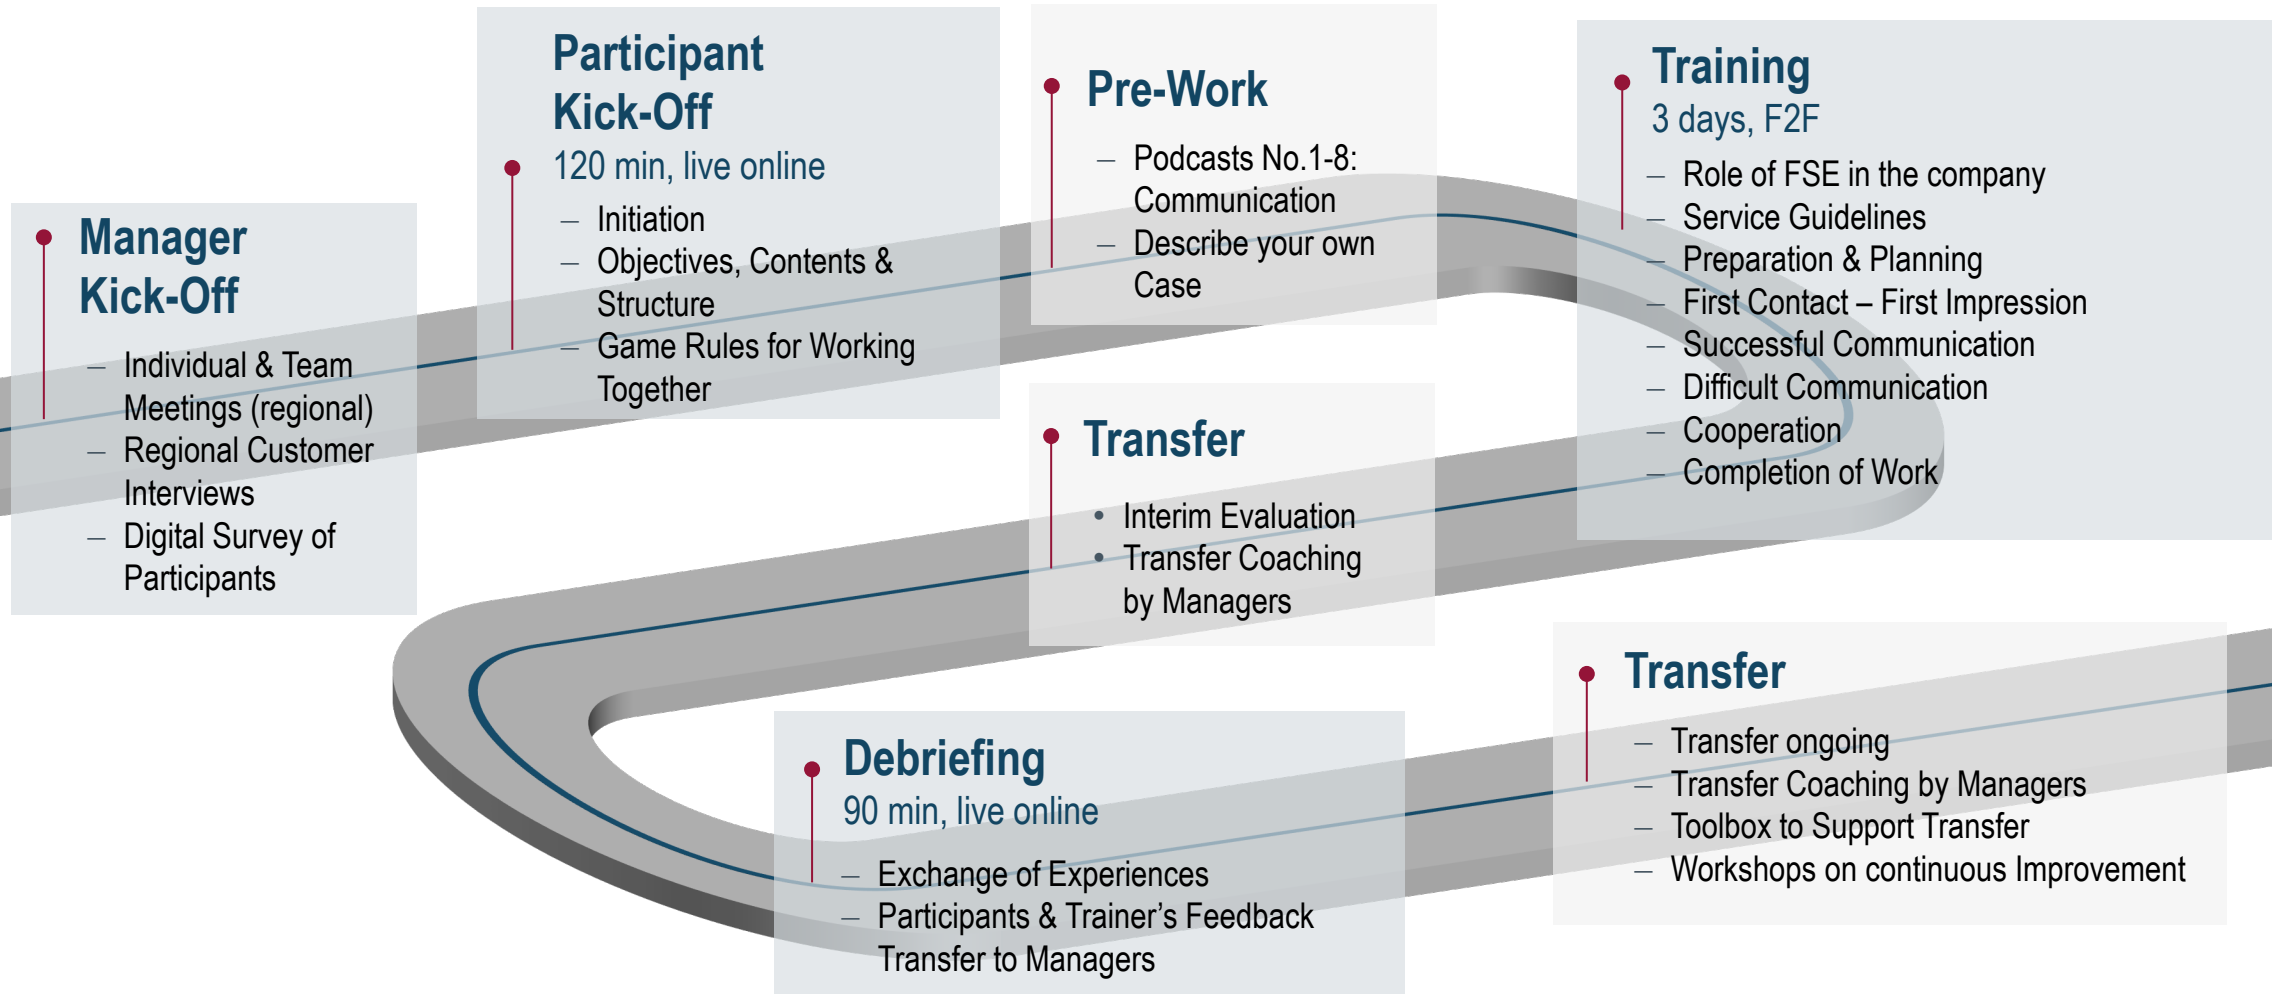 Manager
Kick-Off
– Individual & Team
Meetings (regional)
– Regional Customer
Interviews
– Digital Survey of
Participants
Participant
Kick-Off
120 min, live online
– Initiation
– Objectives, Contents &
Structure
– Game Rules for Working
Together
Pre-Work
– Podcasts No.1-8:
Communication
– Describe your own
Case
Training
3 days, F2F
– Role of FSE in the company
– Service Guidelines
– Preparation & Planning
– First Contact – First Impression
– Successful Communication
– Difficult Communication
– Cooperation
– Completion of Work
Transfer
• Interim Evaluation
• Transfer Coaching
by Managers
Debriefing
90 min, live online
– Exchange of Experiences
– Participants & Trainer’s Feedback
Transfer to Managers
Transfer
– Transfer ongoing
– Transfer Coaching by Managers
– Toolbox to Support Transfer
– Workshops on continuous Improvement